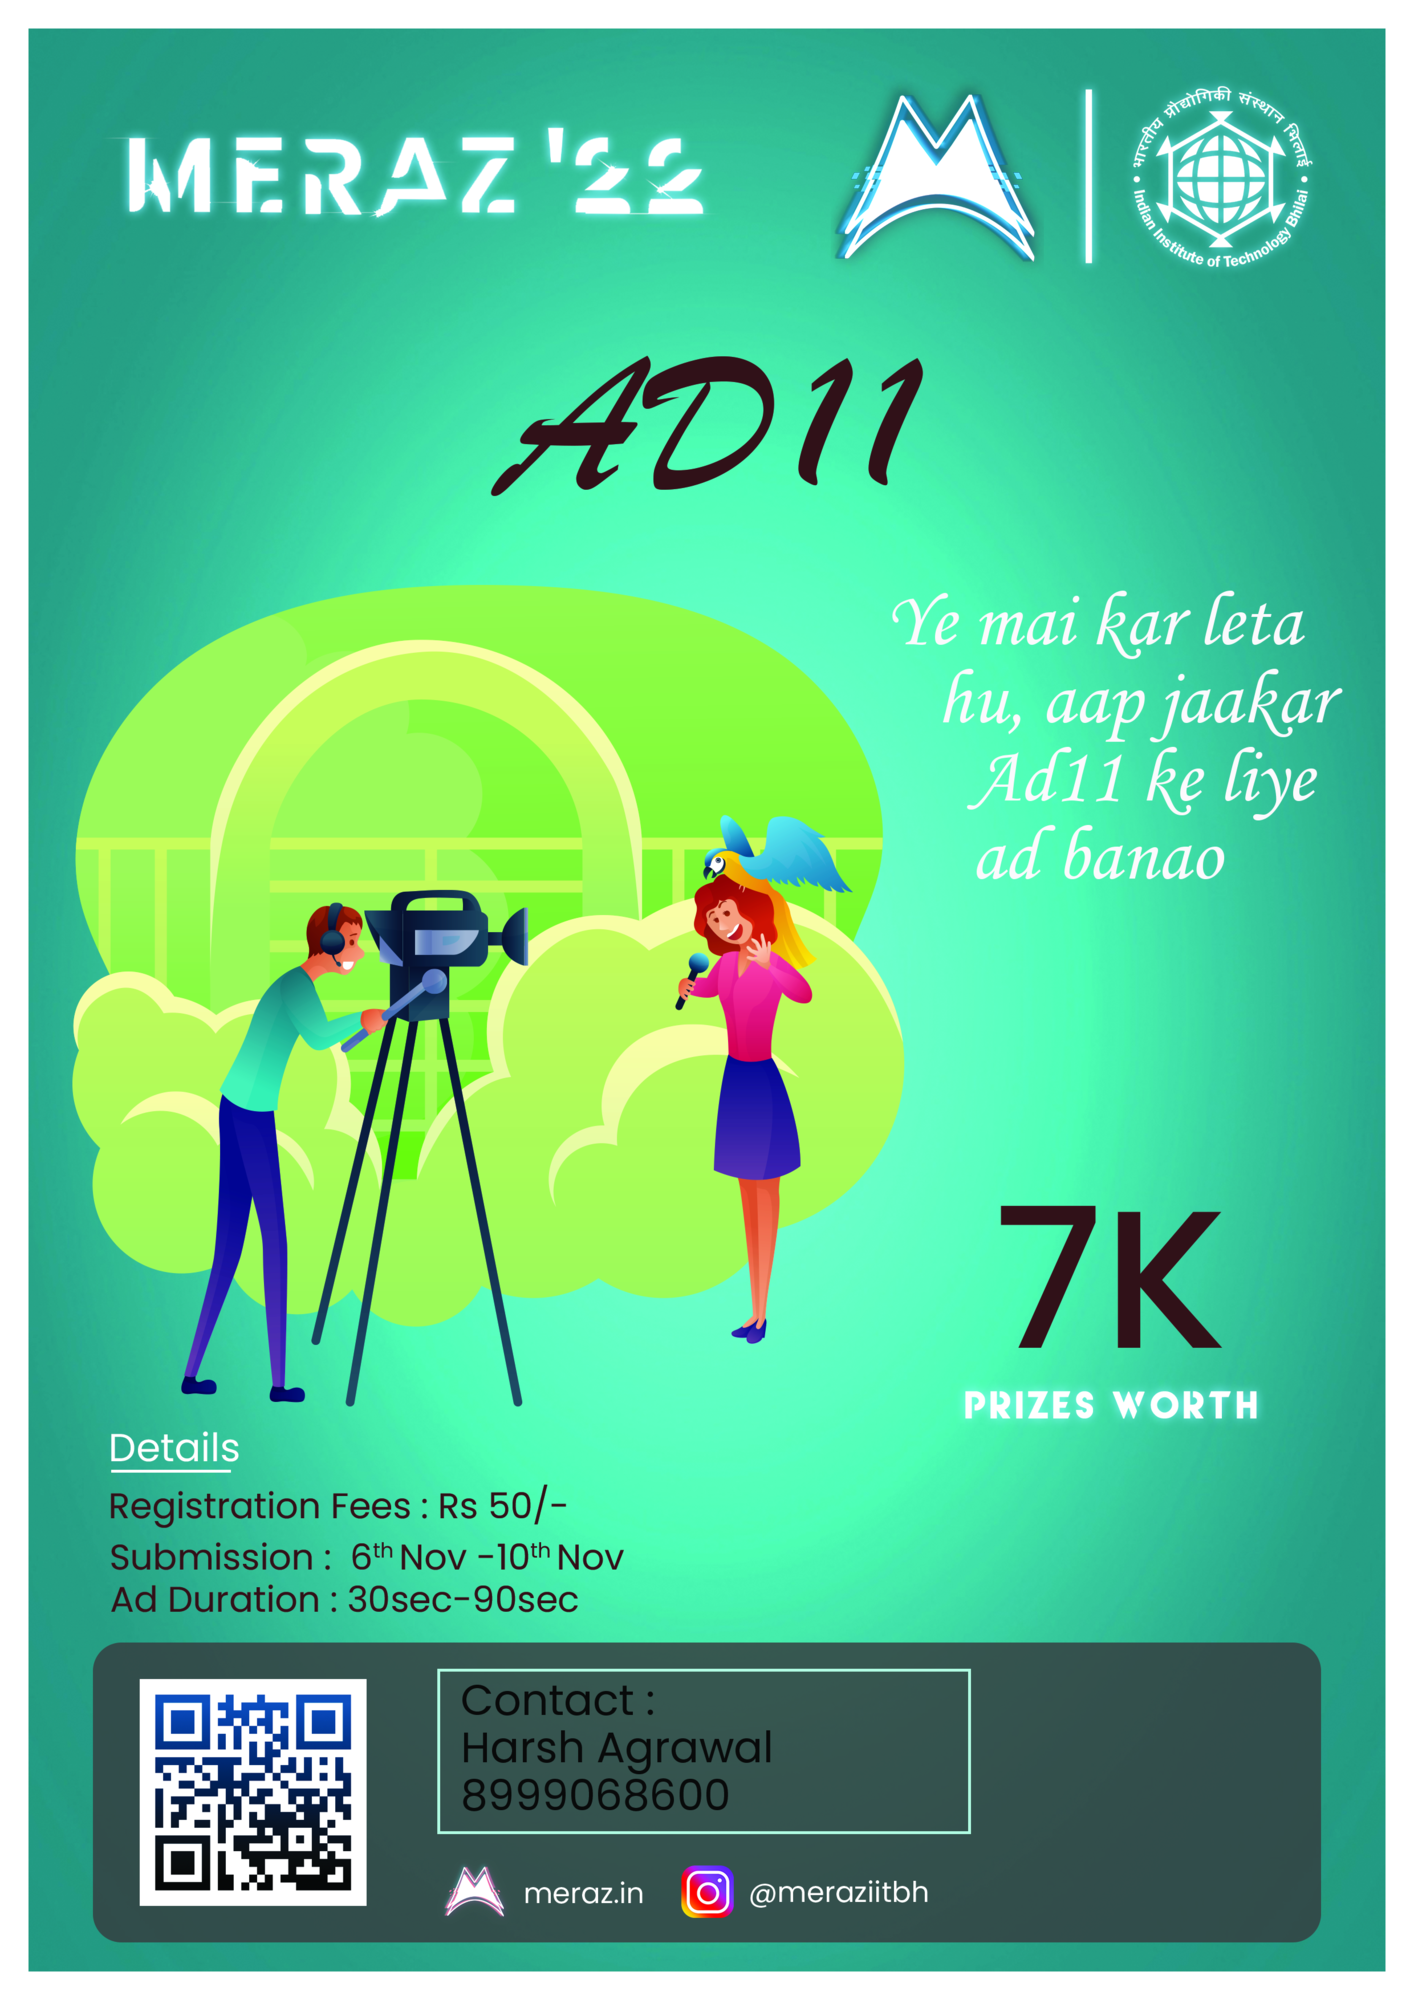 MERAZ '22
भारतीय प्रौद्योगिकी संस्थान भिलाई
Indian Institute of Technology Bhilai
AD11
Ye mai kar leta
hu, aap jaakar
Ad11 ke liye
ad banao
7K
PRIZES WORTH
Details
Registration Fees : Rs 50/-
Submission : 6th Nov -10th Nov
Ad Duration : 30sec-90sec
Contact :
Harsh Agrawal
8999068600
meraz.in
@meraziitbh